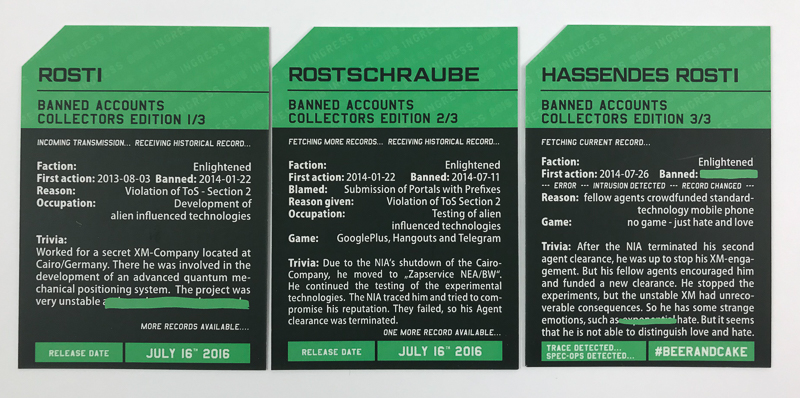 ROSTI
BANNED ACCOUNTS
COLLECTORS EDITION 1/3
INCOMING TRANSMISSION... RECEIVING HISTORICAL RECORD...
Faction: Enlightened
First action: 2013-08-03 Banned: 2014-01-22
Reason: Violation of ToS - Section 2
Occupation: Development of
alien influenced technologies
Trivia:
Worked for a secret XM-Company located at
Cairo/Germany. There he was involved in the
development of an advanced quantum me-
chanical positioning system. The project was
very unstable
MORE RECORDS AVAILABLE....
RELEASE DATE JULY 16TH 2016
ROSTSCHRAUBE
BANNED ACCOUNTS
COLLECTORS EDITION 2/3
FETCHING MORE RECORDS... RECEIVING HISTORICAL RECORD...
Faction: Enlightened
First action: 2014-01-22 Banned: 2014-07-11
Blamed: Submission of Portals with Prefixes
Reason given: Violation of ToS Section 2
Occupation: Testing of alien
influenced technologies
Game: GooglePlus, Hangouts and Telegram
Trivia: Due to the NIA's shutdown of the Cairo-
Company, he moved to „Zapservice NEA/BW“.
He continued the testing of the experimental
technologies. The NIA traced him and tried to com-
promise his reputation. They failed, so his Agent
clearance was terminated.
ONE MORE RECORD AVAILABLE...
RELEASE DATE JULY 16TH 2016
HASSENDES ROSTI
BANNED ACCOUNTS
COLLECTORS EDITION 3/3
FETCHING CURRENT RECORD...
Faction: Enlightened
First action: 2014-07-26 Banned:
--- ERROR --- INTRUSION DETECTED --- RECORD CHANGED ---
Reason: fellow agents crowdfunded standard-
technology mobile phone
Game: no game - just hate and love
Trivia: After the NIA terminated his second
agent clearance, he was up to stop his XM-enga-
gement. But his fellow agents encouraged him
and funded a new clearance. He stopped the
experiments, but the unstable XM had unreco-
verable consequences. So he has some strange
emotions, such as exponential hate. But it seems
that he is not able to distinguish love and hate.
TRACE DETECTED...
SPEC-OPS DETECTED...
#BEERANDCAKE